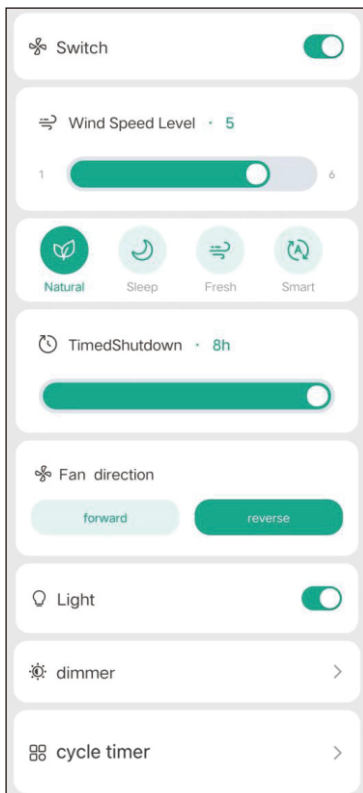 Switch
Wind Speed Level · 5
1 6
Natural Sleep Fresh Smart
TimedShutdown · 8h
Fan direction
forward reverse
Light
dimmer
cycle timer